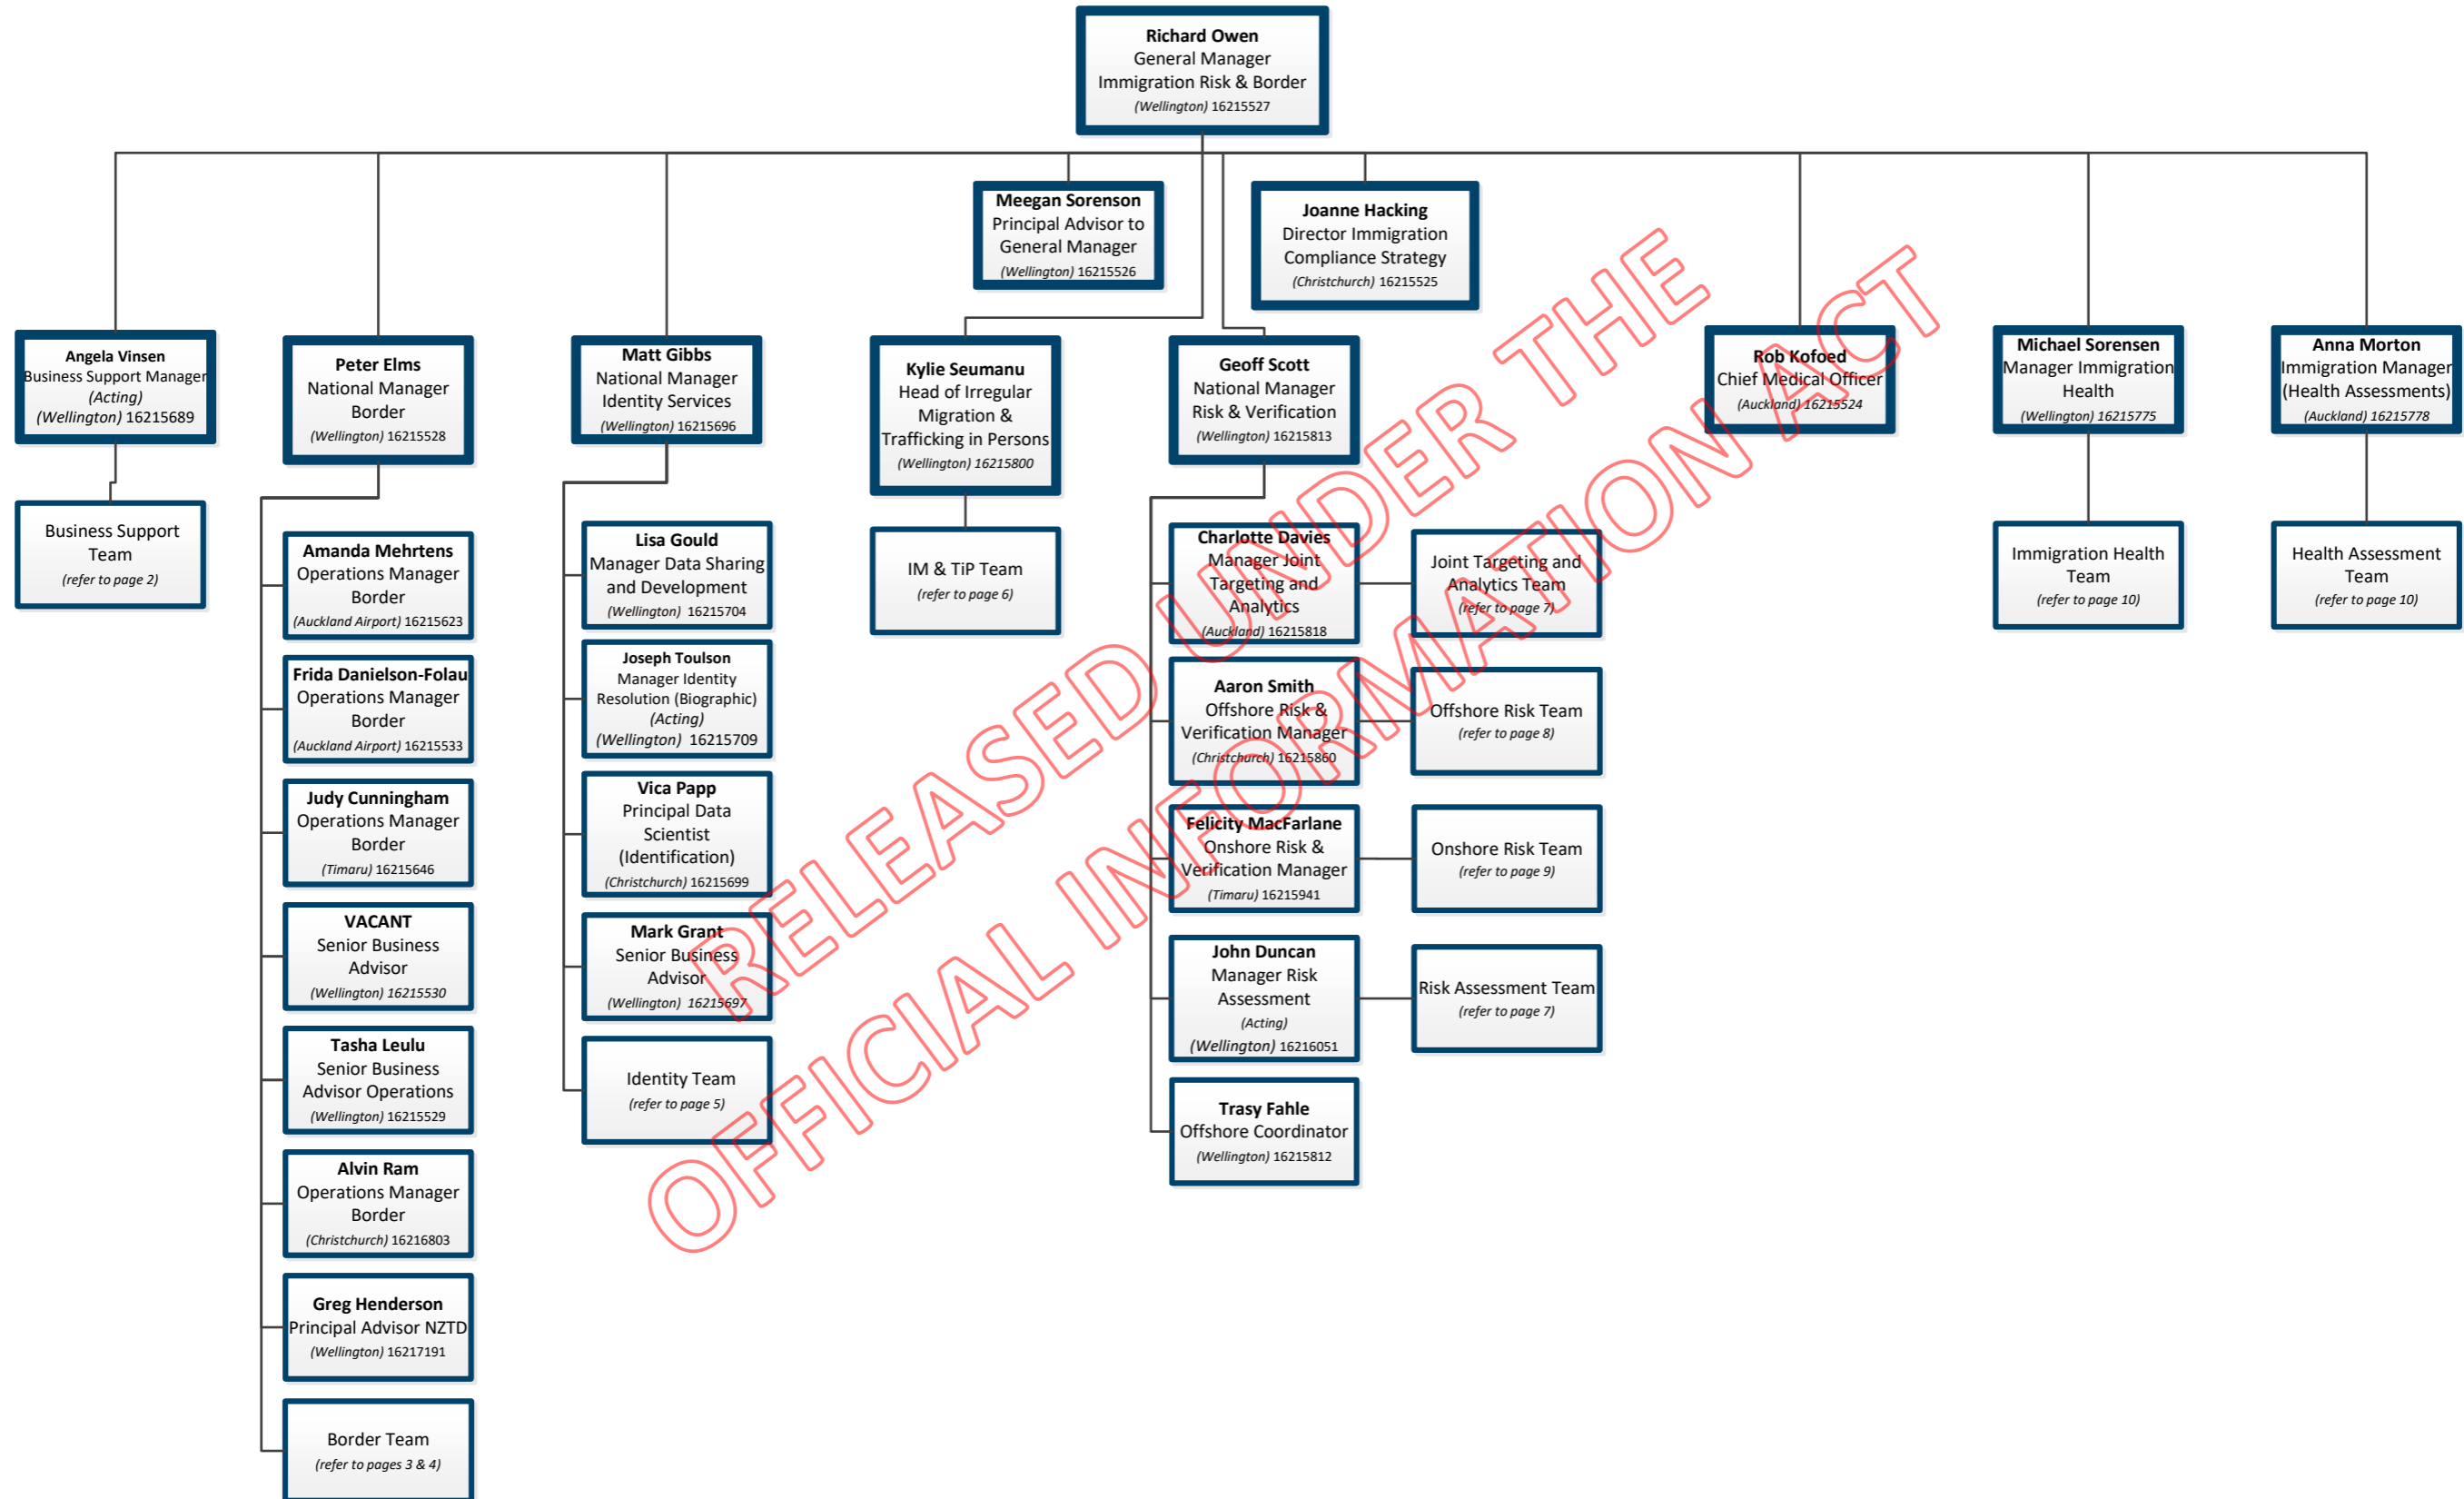 Richard Owen
General Manager
Immigration Risk & Border
(Wellington) 16215527
Meegan Sorenson
Principal Advisor to
General Manager
(Wellington) 16215526
Joanne Hacking
Director Immigration
Compliance Strategy
(Christchurch) 16215525
Angela Vinsen
Business Support Manager
(Acting)
(Wellington) 16215689
Peter Elms
National Manager
Border
(Wellington) 16215528
Matt Gibbs
National Manager
Identity Services
(Wellington) 16215696
Kylie Seumanu
Head of Irregular
Migration &
Trafficking in Persons
(Wellington) 16215800
Geoff Scott
National Manager
Risk & Verification
(Wellington) 16215813
Rob Kofoed
Chief Medical Officer
(Auckland) 16215524
Michael Sorensen
Manager Immigration
Health
(Wellington) 16215775
Anna Morton
Immigration Manager
(Health Assessments)
(Auckland) 16215778
Business Support
Team
(refer to page 2)
Amanda Mehrtens
Operations Manager
Border
(Auckland Airport) 16215623
Frida Danielson-Folau
Operations Manager
Border
(Auckland Airport) 16215533
Judy Cunningham
Operations Manager
Border
(Timaru) 16215646
VACANT
Senior Business
Advisor
(Wellington) 16215530
Tasha Leulu
Senior Business
Advisor Operations
(Wellington) 16215529
Alvin Ram
Operations Manager
Border
(Christchurch) 16216803
Greg Henderson
Principal Advisor NZTD
(Wellington) 16217191
Border Team
(refer to pages 3 & 4)
Lisa Gould
Manager Data Sharing
and Development
(Wellington) 16215704
Joseph Toulson
Manager Identity
Resolution (Biographic)
(Acting)
(Wellington) 16215709
Vica Papp
Principal Data
Scientist
(Identification)
(Christchurch) 16215699
Mark Grant
Senior Business
Advisor
(Wellington) 16215697
Identity Team
(refer to page 5)
IM & TiP Team
(refer to page 6)
Charlotte Davies
Manager Joint
Targeting and
Analytics
(Auckland) 16215818
Joint Targeting and
Analytics Team
(refer to page 7)
Aaron Smith
Offshore Risk &
Verification Manager
(Christchurch) 16215860
Offshore Risk Team
(refer to page 8)
Felicity MacFarlane
Onshore Risk &
Verification Manager
(Timaru) 16215941
Onshore Risk Team
(refer to page 9)
John Duncan
Manager Risk
Assessment
(Acting)
(Wellington) 16216051
Risk Assessment Team
(refer to page 7)
Trasy Fahle
Offshore Coordinator
(Wellington) 16215812
Immigration Health
Team
(refer to page 10)
Health Assessment
Team
(refer to page 10)
RELEASED UNDER THE
OFFICIAL INFORMATION ACT